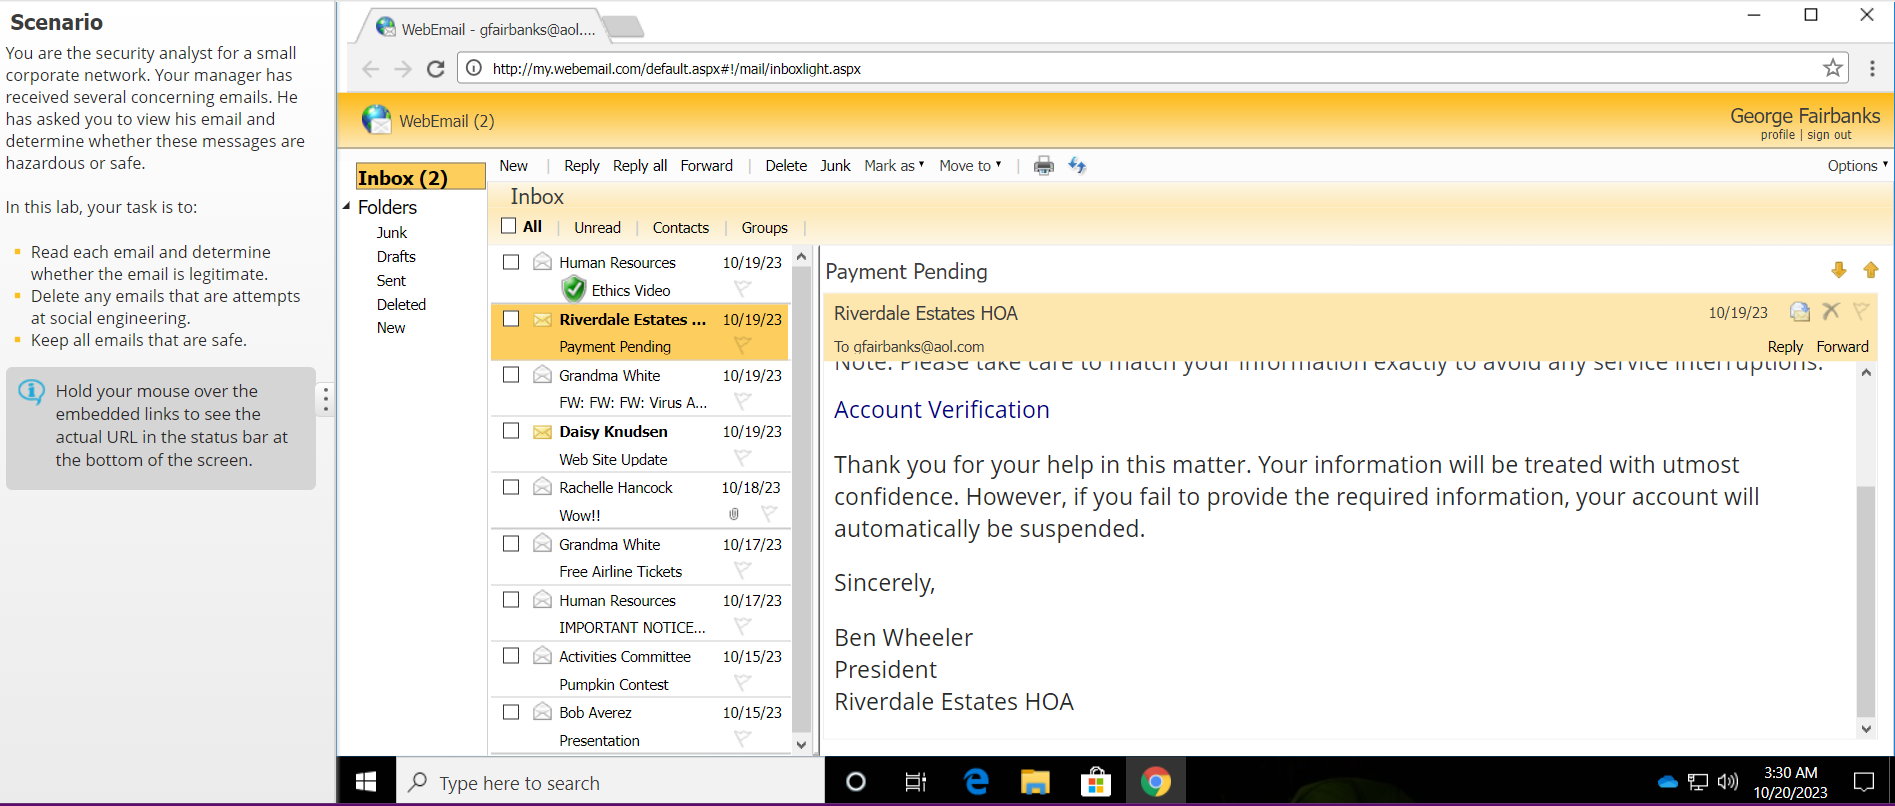 Scenario
You are the security analyst for a small
corporate network. Your manager has
received several concerning emails. He
has asked you to view his email and
determine whether these messages are
hazardous or safe.
In this lab, your task is to:
Read each email and determine
whether the email is legitimate.
Delete any emails that are attempts
at social engineering.
Keep all emails that are safe.
Hold your mouse over the
embedded links to see the
actual URL in the status bar at
the bottom of the screen.
WebEmail - gfairbanks@aol....
http://my.webemail.com/default.aspx#!/mail/inboxlight.aspx
WebEmail (2)
George Fairbanks
profile | sign out
New | Reply Reply all Forward | Delete Junk Mark as Move to | Options
Inbox (2)
Folders
Junk
Drafts
Sent
Deleted
New
Inbox
All | Unread | Contacts | Groups |
Human Resources 10/19/23
Ethics Video
Riverdale Estates ... 10/19/23
Payment Pending
Grandma White 10/19/23
FW: FW: FW: Virus A...
Daisy Knudsen 10/19/23
Web Site Update
Rachelle Hancock 10/18/23
Wow!!
Grandma White 10/17/23
Free Airline Tickets
Human Resources 10/17/23
IMPORTANT NOTICE...
Activities Committee 10/15/23
Pumpkin Contest
Bob Averez 10/15/23
Presentation
Payment Pending
Riverdale Estates HOA 10/19/23
To gfairbanks@aol.com Reply Forward
Note: Please take care to match your information exactly to avoid any service interruptions.
Account Verification
Thank you for your help in this matter. Your information will be treated with utmost
confidence. However, if you fail to provide the required information, your account will
automatically be suspended.
Sincerely,
Ben Wheeler
President
Riverdale Estates HOA
Type here to search
3:30 AM
10/20/2023